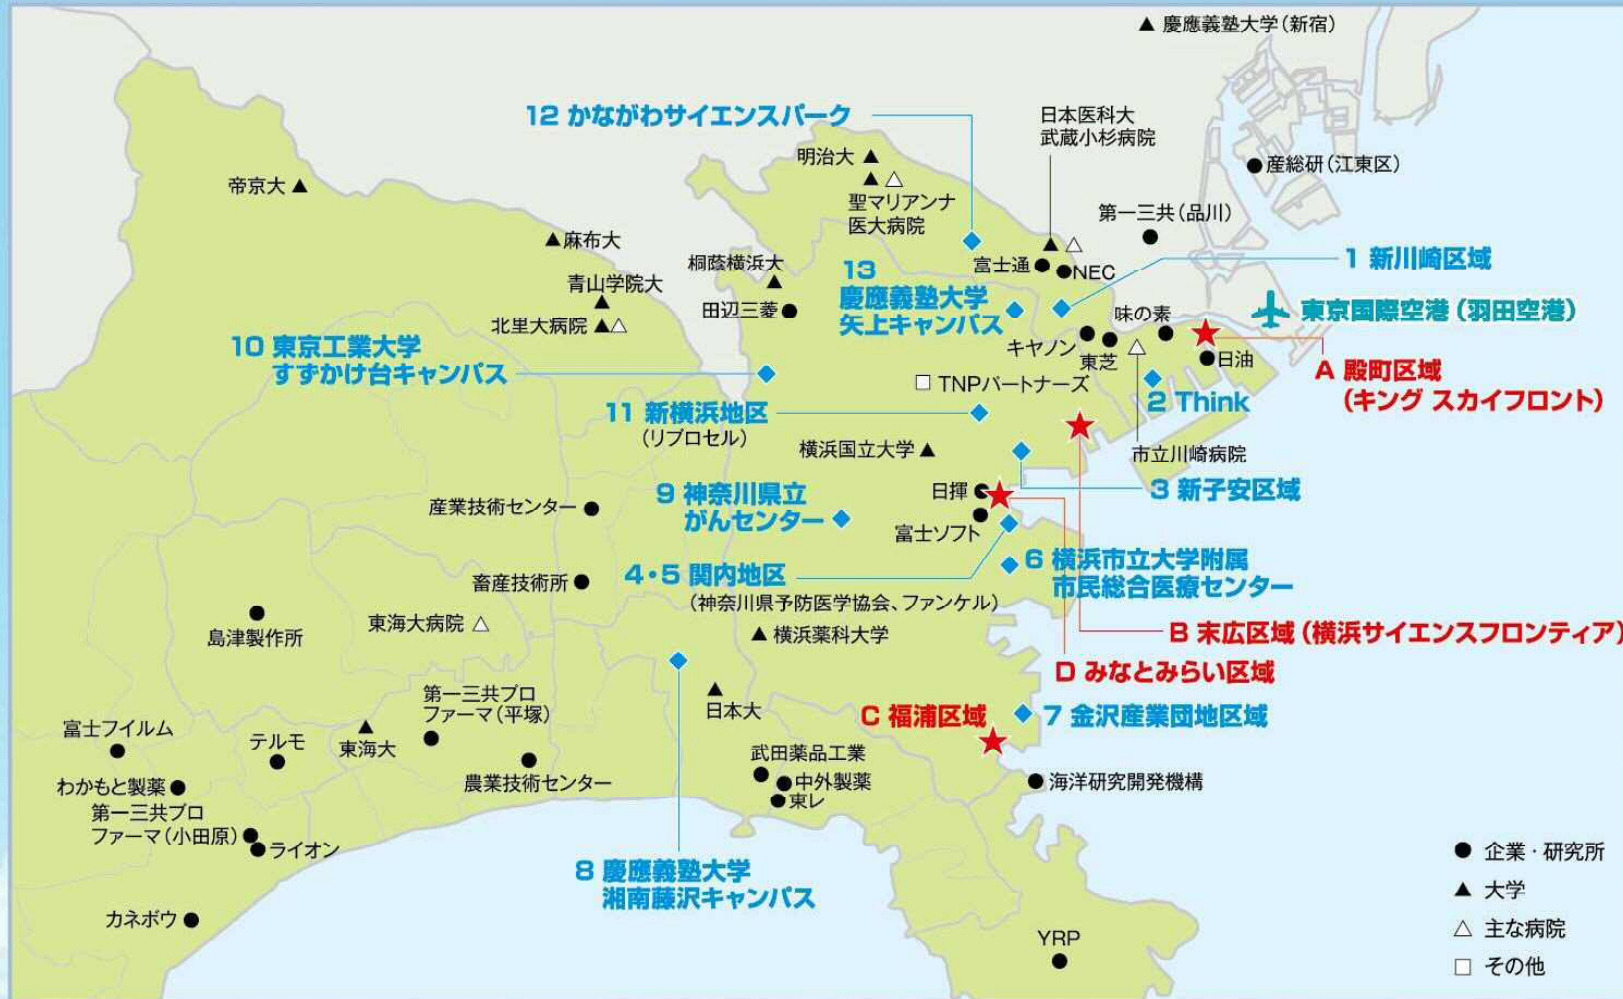 ▲ 慶應義塾大学（新宿）
12 かながわサイエンスパーク
日本医科大
武蔵小杉病院
明治大
産総研（江東区）
帝京大
聖マリアンナ
医大病院
第一三共（品川）
麻布大
桐蔭横浜大
富士通
NEC
1 新川崎区域
13
慶應義塾大学
矢上キャンパス
青山学院大
田辺三菱
味の素
東京国際空港（羽田空港）
北里大病院
キヤノン
東芝
日油
10 東京工業大学
すずかけ台キャンパス
A 殿町区域
（キング スカイフロント）
TNPパートナーズ
2 Think
11 新横浜地区
（リプロセル）
横浜国立大学
市立川崎病院
日揮
3 新子安区域
9 神奈川県立
がんセンター
産業技術センター
富士ソフト
4・5 関内地区
（神奈川県予防医学協会、ファンケル）
6 横浜市立大学附属
市民総合医療センター
畜産技術所
島津製作所
東海大病院
横浜薬科大学
B 末広区域（横浜サイエンスフロンティア）
D みなとみらい区域
第一三共プロ
ファーマ（平塚）
日本大
C 福浦区域
7 金沢産業団地区域
富士フイルム
テルモ
東海大
武田薬品工業
農業技術センター
中外製薬
東レ
海洋研究開発機構
わかもと製薬
第一三共プロ
ファーマ（小田原）
ライオン
8 慶應義塾大学
湘南藤沢キャンパス
カネボウ
YRP
● 企業・研究所
▲ 大学
△ 主な病院
□ その他